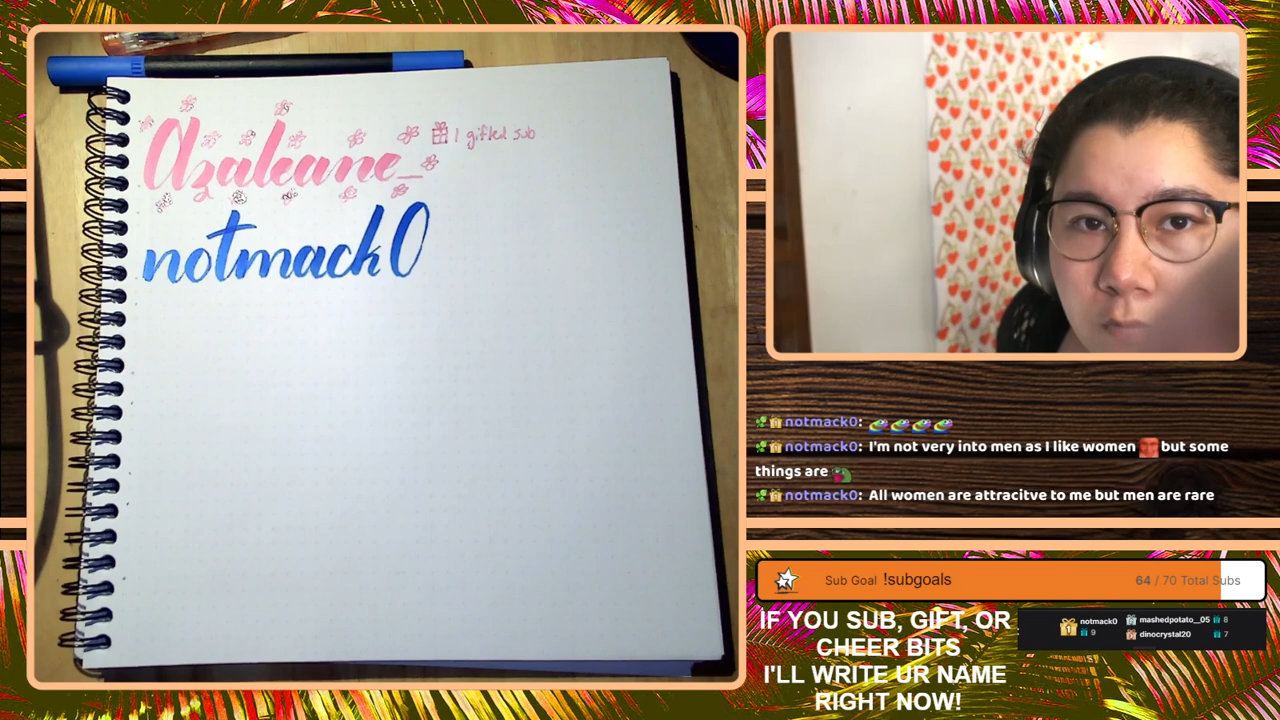 Azaleane_ 1 gifted sub
notmack0
notmack0:
notmack0: I'm not very into men as I like women but some
things are
notmack0: All women are attracitve to me but men are rare
Sub Goal !subgoals 64 / 70 Total Subs
IF YOU SUB, GIFT, OR
CHEER BITS
I'LL WRITE UR NAME
RIGHT NOW!
1 notmack0 9
mashedpotato__05 8
dinocrystal20 7